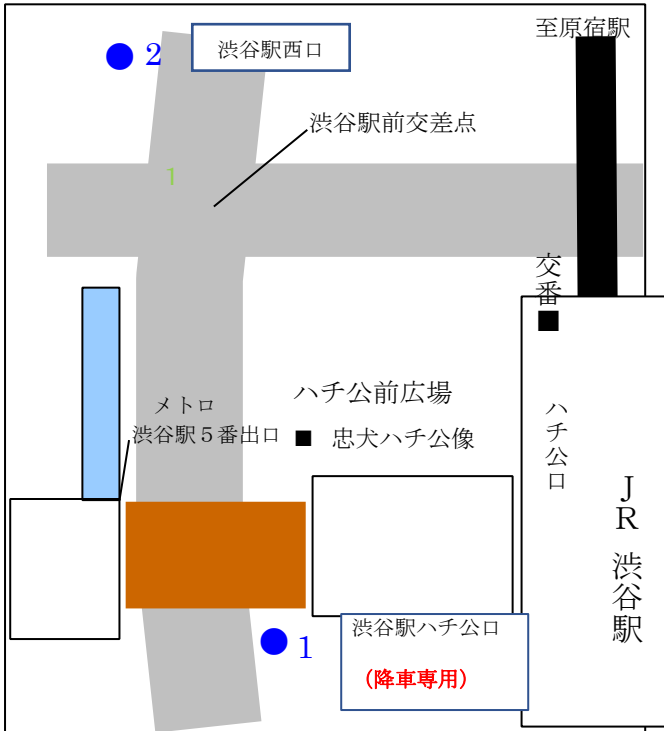 至原宿駅
２
渋谷駅西口
渋谷駅前交差点
1
交番■
ハチ公前広場
メトロ
渋谷駅５番出口
■ 忠犬ハチ公像
ハチ公口
ＪＲ 渋谷駅
１
渋谷駅ハチ公口
(降車専用)